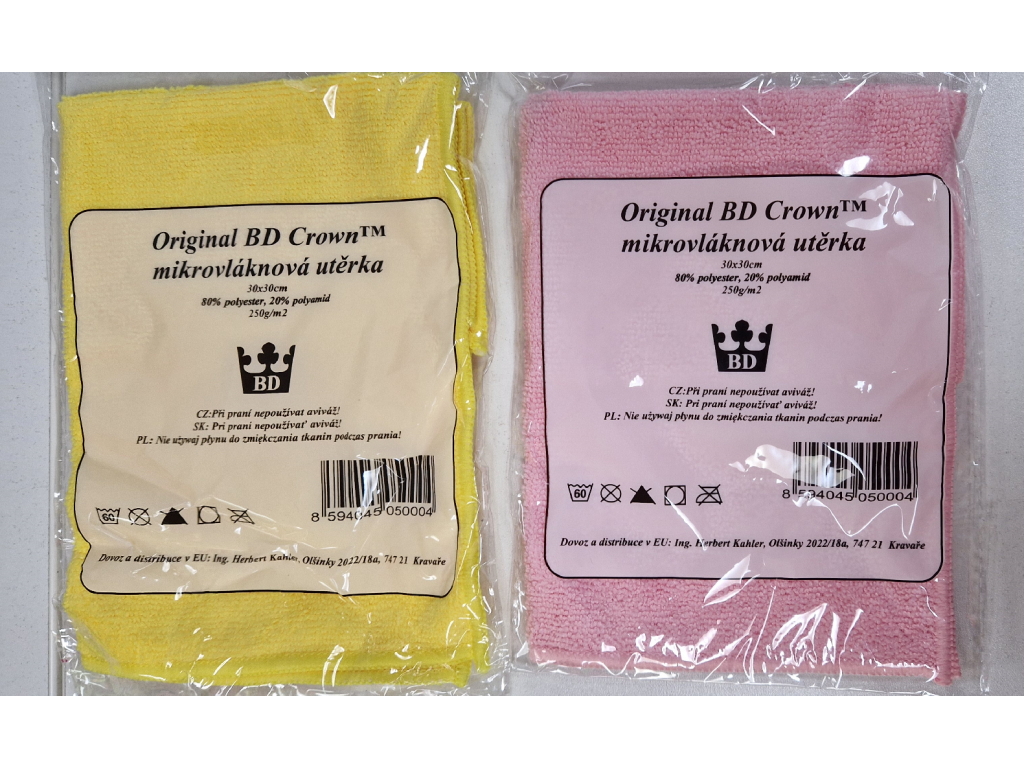 Original BD Crown™
mikrovláknová utěrka
30x30cm
80% polyester, 20% polyamid
250g/m2
BD
CZ:Při praní nepoužívat aviváž!
SK: Pri praní nepoužívať aviváž!
PL: Nie używaj płynu do zmiękczania tkanin podczas prania!
60
8 594045 050004
Dovoz a distribuce v EU: Ing. Herbert Kahler, Olšinky 2022/18a, 747 21 Kravaře
Original BD Crown™
mikrovláknová utěrka
30x30cm
80% polyester, 20% polyamid
250g/m2
BD
CZ:Při praní nepoužívat aviváž!
SK: Pri praní nepoužívať aviváž!
PL: Nie używaj płynu do zmiękczania tkanin podczas prania!
60
8 594045 050004
Dovoz a distribuce v EU: Ing. Herbert Kahler, Olšinky 2022/18a, 747 21 Kravaře